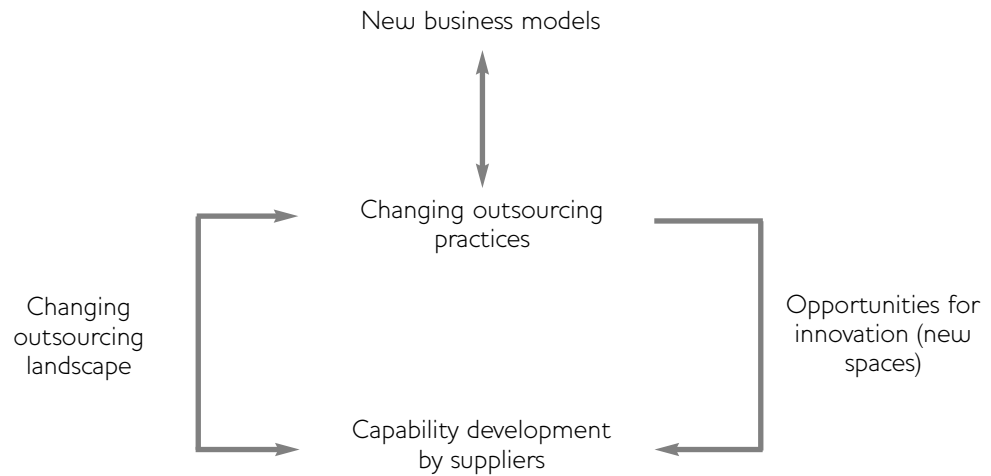 New business models
Changing outsourcing
practices
Changing
outsourcing
landscape
Opportunities for
innovation (new
spaces)
Capability development
by suppliers